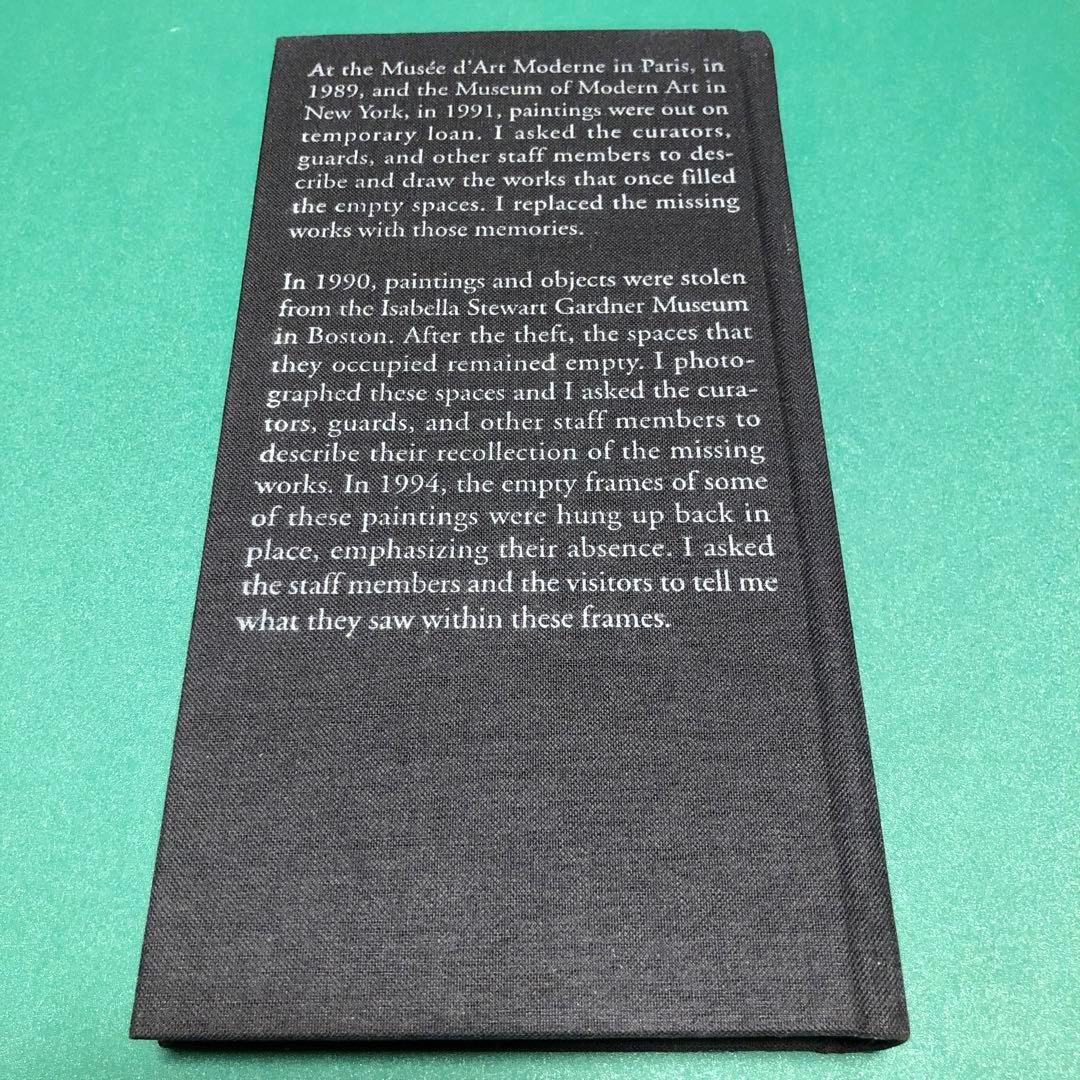 At the Musée d'Art Moderne in Paris, in
1989, and the Museum of Modern Art in
New York, in 1991, paintings were out on
temporary loan. I asked the curators,
guards, and other staff members to des-
cribe and draw the works that once filled
the empty spaces. I replaced the missing
works with those memories.
In 1990, paintings and objects were stolen
from the Isabella Stewart Gardner Museum
in Boston. After the theft, the spaces that
they occupied remained empty. I photo-
graphed these spaces and I asked the cura-
tors, guards, and other staff members to
describe their recollection of the missing
works. In 1994, the empty frames of some
of these paintings were hung up back in
place, emphasizing their absence. I asked
the staff members and the visitors to tell me
what they saw within these frames.